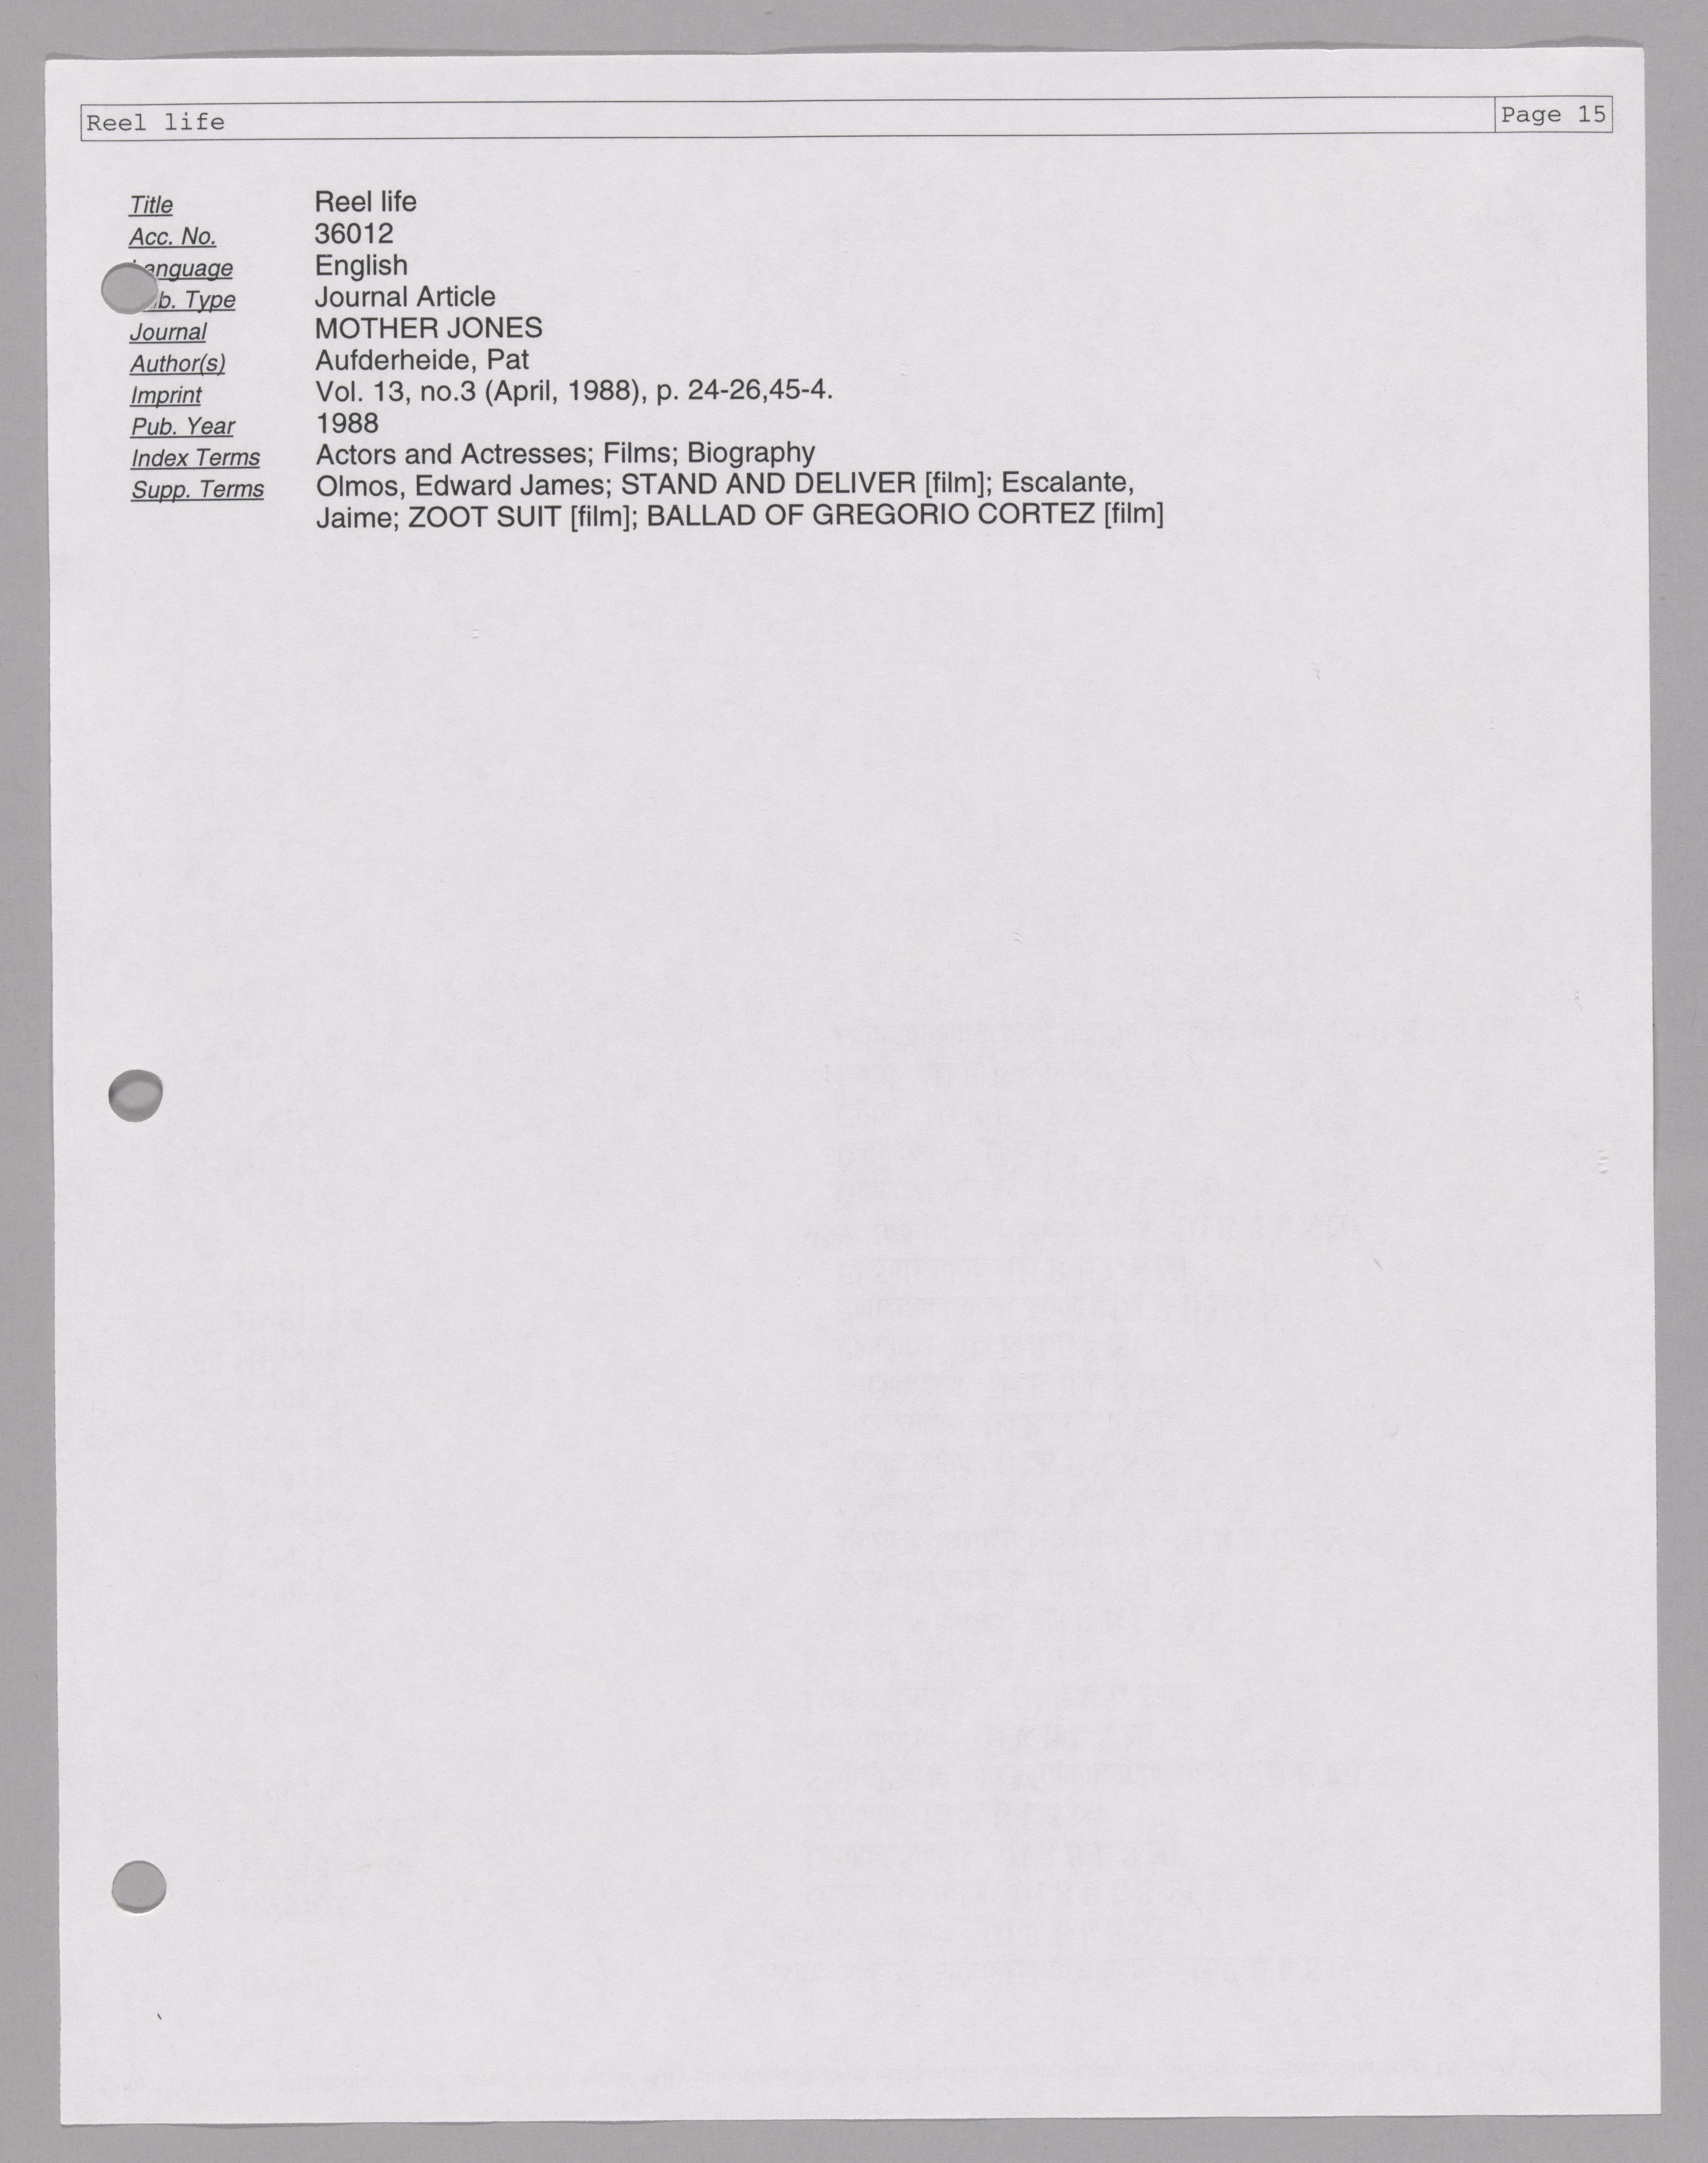 Reel life Page 15
Title Reel life
Acc. No. 36012
anguage English
b. Type Journal Article
Journal MOTHER JONES
Author(s) Aufderheide, Pat
Imprint Vol. 13, no.3 (April, 1988), p. 24-26,45-4.
Pub. Year 1988
Index Terms Actors and Actresses; Films; Biography
Supp. Terms Olmos, Edward James; STAND AND DELIVER [film]; Escalante,
Jaime; ZOOT SUIT [film]; BALLAD OF GREGORIO CORTEZ [film]